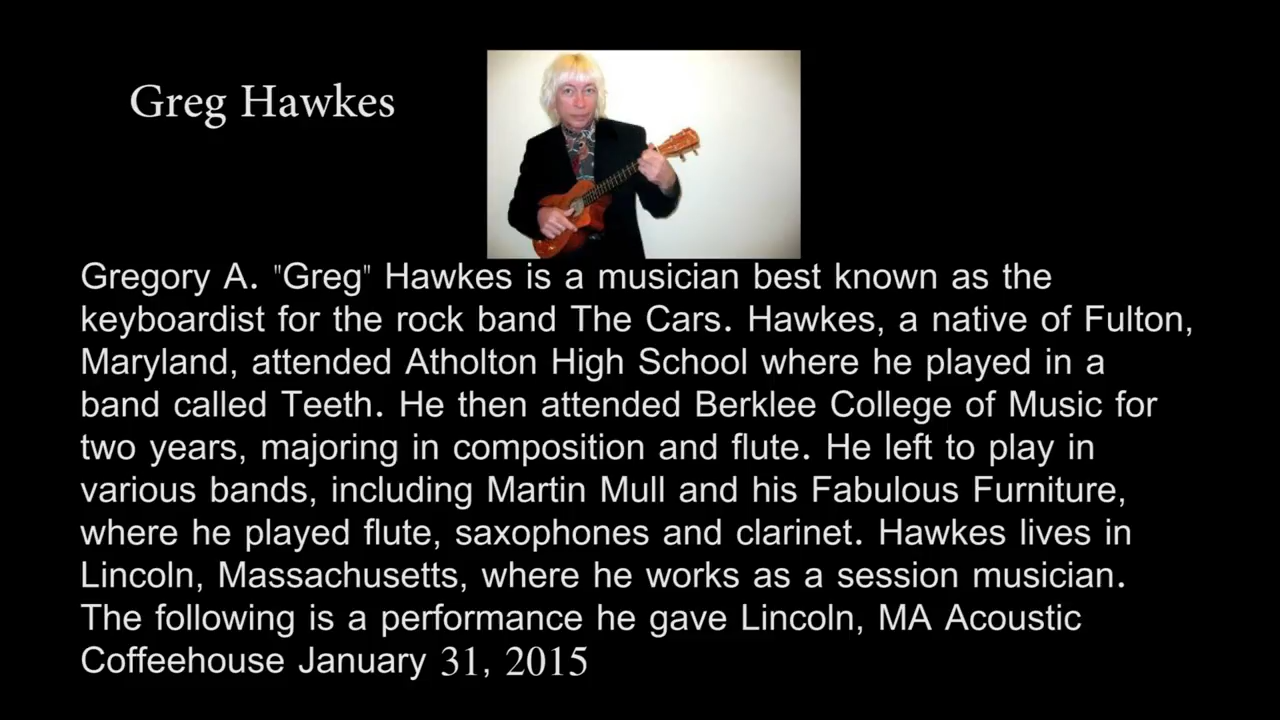 Greg Hawkes
Gregory A. "Greg" Hawkes is a musician best known as the
keyboardist for the rock band The Cars. Hawkes, a native of Fulton,
Maryland, attended Atholton High School where he played in a
band called Teeth. He then attended Berklee College of Music for
two years, majoring in composition and flute. He left to play in
various bands, including Martin Mull and his Fabulous Furniture,
where he played flute, saxophones and clarinet. Hawkes lives in
Lincoln, Massachusetts, where he works as a session musician.
The following is a performance he gave Lincoln, MA Acoustic
Coffeehouse January 31, 2015